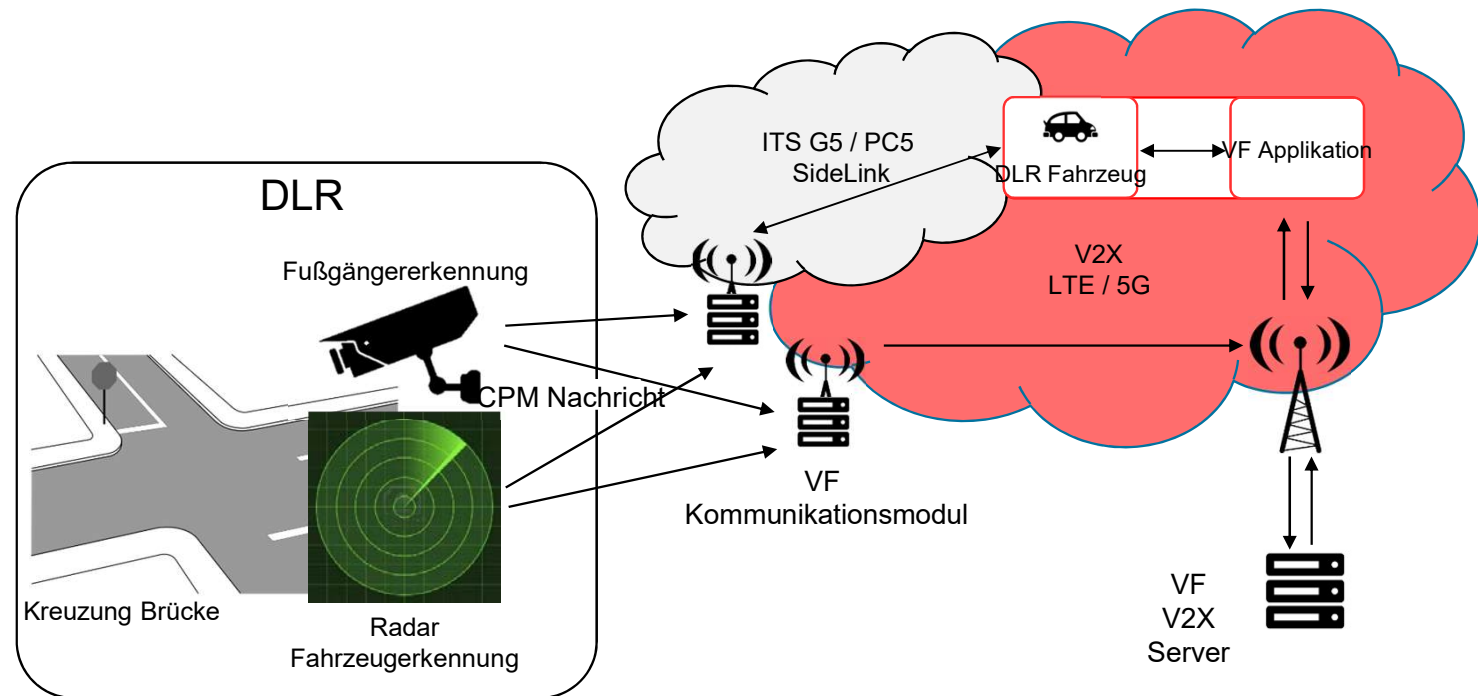 DLR
Fußgängererkennung
CPM Nachricht
Kreuzung Brücke
Radar
Fahrzeugerkennung
ITS G5 / PC5
SideLink
DLR Fahrzeug
VF Applikation
V2X
LTE / 5G
VF
Kommunikationsmodul
VF
V2X
Server